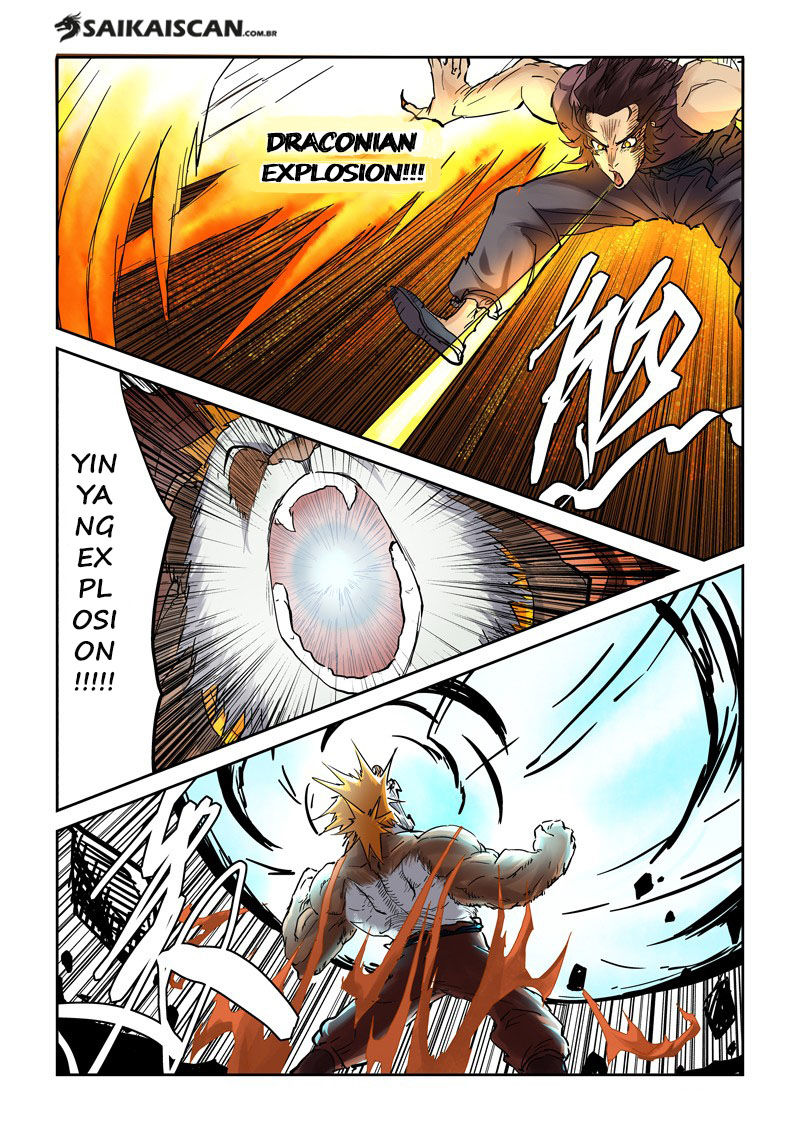 SAIKAISCAN.COM.BR
DRACONIAN
EXPLOSION!!!
YIN
YA
NG
EX
PL
OSI
ON
!!!!!